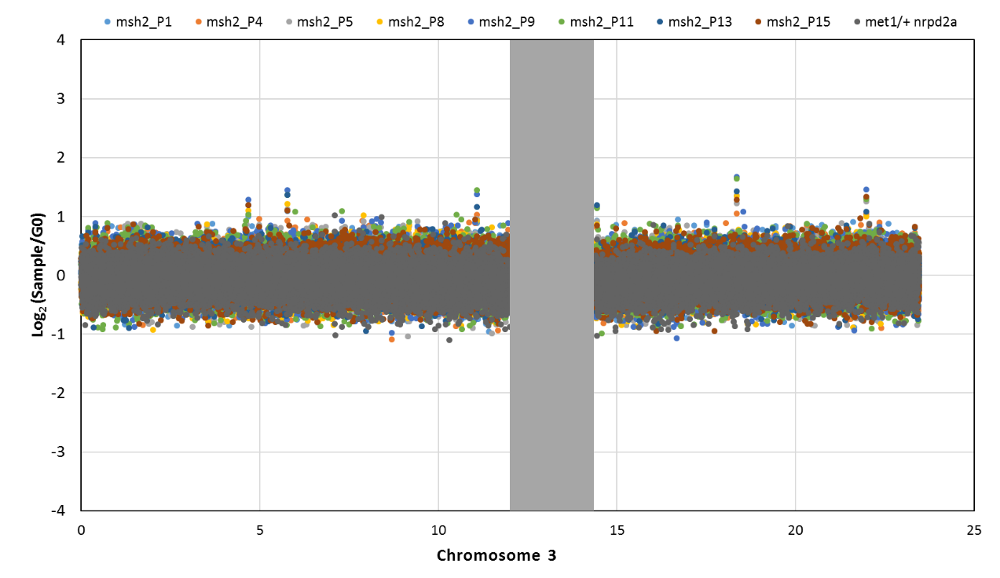 msh2_P1 msh2_P4 msh2_P5 msh2_P8 msh2_P9 msh2_P11 msh2_P13 msh2_P15 met1/+ nrpd2a
4
3
2
1
0
-1
-2
-3
-4
Log2 (Sample/G0)
0 5 10 15 20 25
Chromosome 3